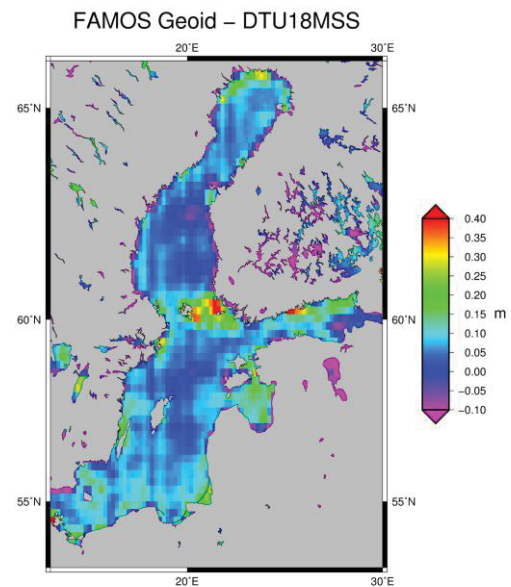 FAMOS Geoid – DTU18MSS
20˚E 30˚E
65˚N 65˚N
0.40
0.35
0.30
0.25
0.20
0.15
m
60˚N 60˚N
0.10
0.05
0.00
−0.05
−0.10
55˚N 55˚N
20˚E 30˚E